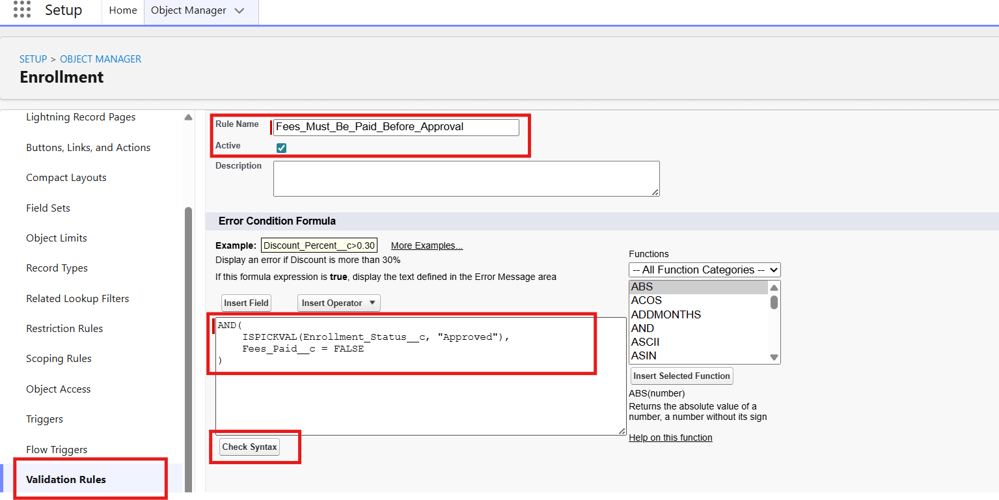 Setup Home Object Manager
SETUP > OBJECT MANAGER
Enrollment
Lightning Record Pages
Buttons, Links, and Actions
Compact Layouts
Field Sets
Object Limits
Record Types
Related Lookup Filters
Restriction Rules
Scoping Rules
Object Access
Triggers
Flow Triggers
Validation Rules
Rule Name Fees_Must_Be_Paid_Before_Approval
Active
Description
Error Condition Formula
Example: Discount_Percent__c>0.30 More Examples...
Display an error if Discount is more than 30%
If this formula expression is true, display the text defined in the Error Message area
Insert Field Insert Operator
AND(
    ISPICKVAL(Enrollment_Status__c, "Approved"),
    Fees_Paid__c = FALSE
)
Check Syntax
Functions
-- All Function Categories --
ABS
ACOS
ADDMONTHS
AND
ASCII
ASIN
Insert Selected Function
ABS(number)
Returns the absolute value of a
number, a number without its sign
Help on this function